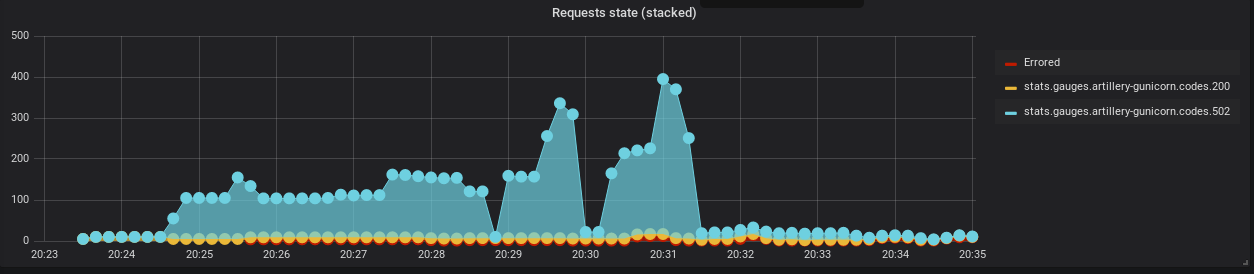 Requests state (stacked)
500
400
300
200
100
0
20:23 20:24 20:25 20:26 20:27 20:28 20:29 20:30 20:31 20:32 20:33 20:34 20:35
Errored
stats.gauges.artillery-gunicorn.codes.200
stats.gauges.artillery-gunicorn.codes.502